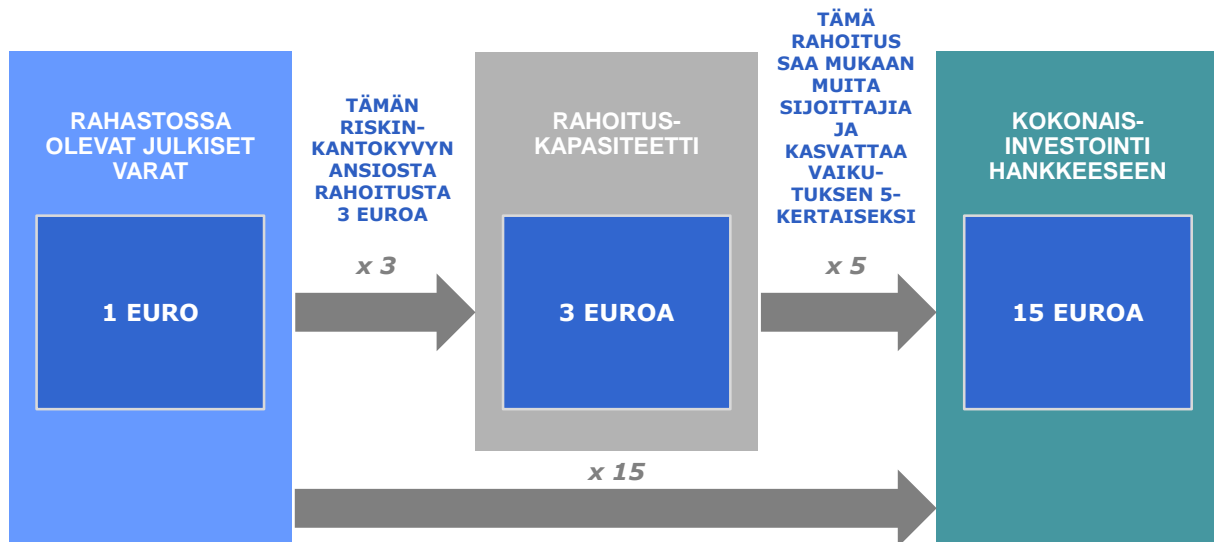 RAHASTOSSA
OLEVAT JULKISET
VARAT
1 EURO
TÄMÄN
RISKIN-
KANTOKYVYN
ANSIOSTA
RAHOITUSTA
3 EUROA
x 3
RAHOITUS-
KAPASITEETTI
3 EUROA
TÄMÄ
RAHOITUS
SAA MUKAAN
MUITA
SIJOITTAJIA
JA
KASVATTAA
VAIKU-
TUKSEN 5-
KERTAISEKSI
x 5
KOKONAIS-
INVESTOINTI
HANKKEESEEN
15 EUROA
x 15